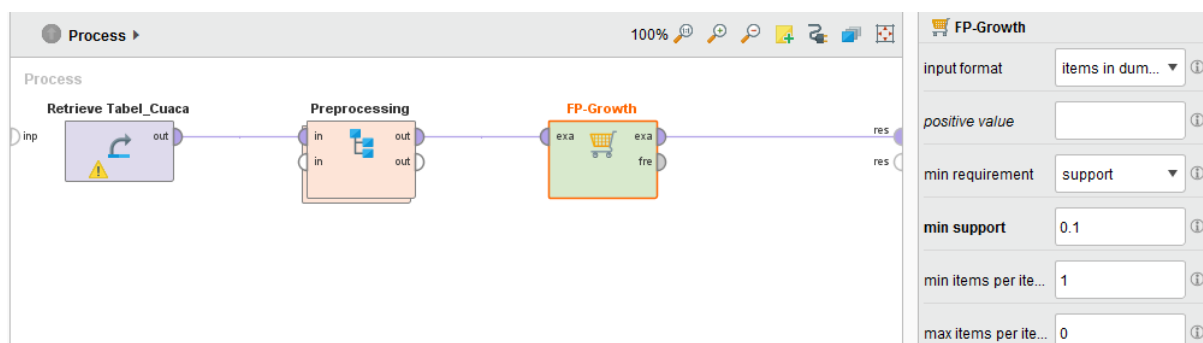 Process
100%
Process
Retrieve Tabel_Cuaca
Preprocessing
FP-Growth
inp
out
in
out
in
out
exa
exa
fre
res
res
FP-Growth
input format
items in dum...
positive value
min requirement
support
min support
0.1
min items per ite...
1
max items per ite...
0